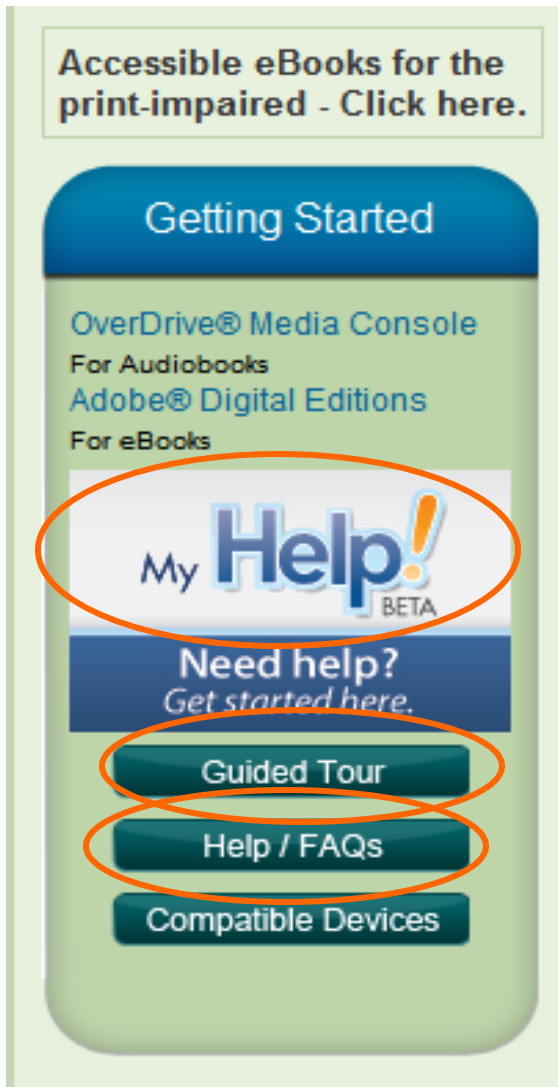 Accessible eBooks for the
print-impaired - Click here.
Getting Started
OverDrive® Media Console
For Audiobooks
Adobe® Digital Editions
For eBooks
My Help!
BETA
Need help?
Get started here.
Guided Tour
Help / FAQs
Compatible Devices